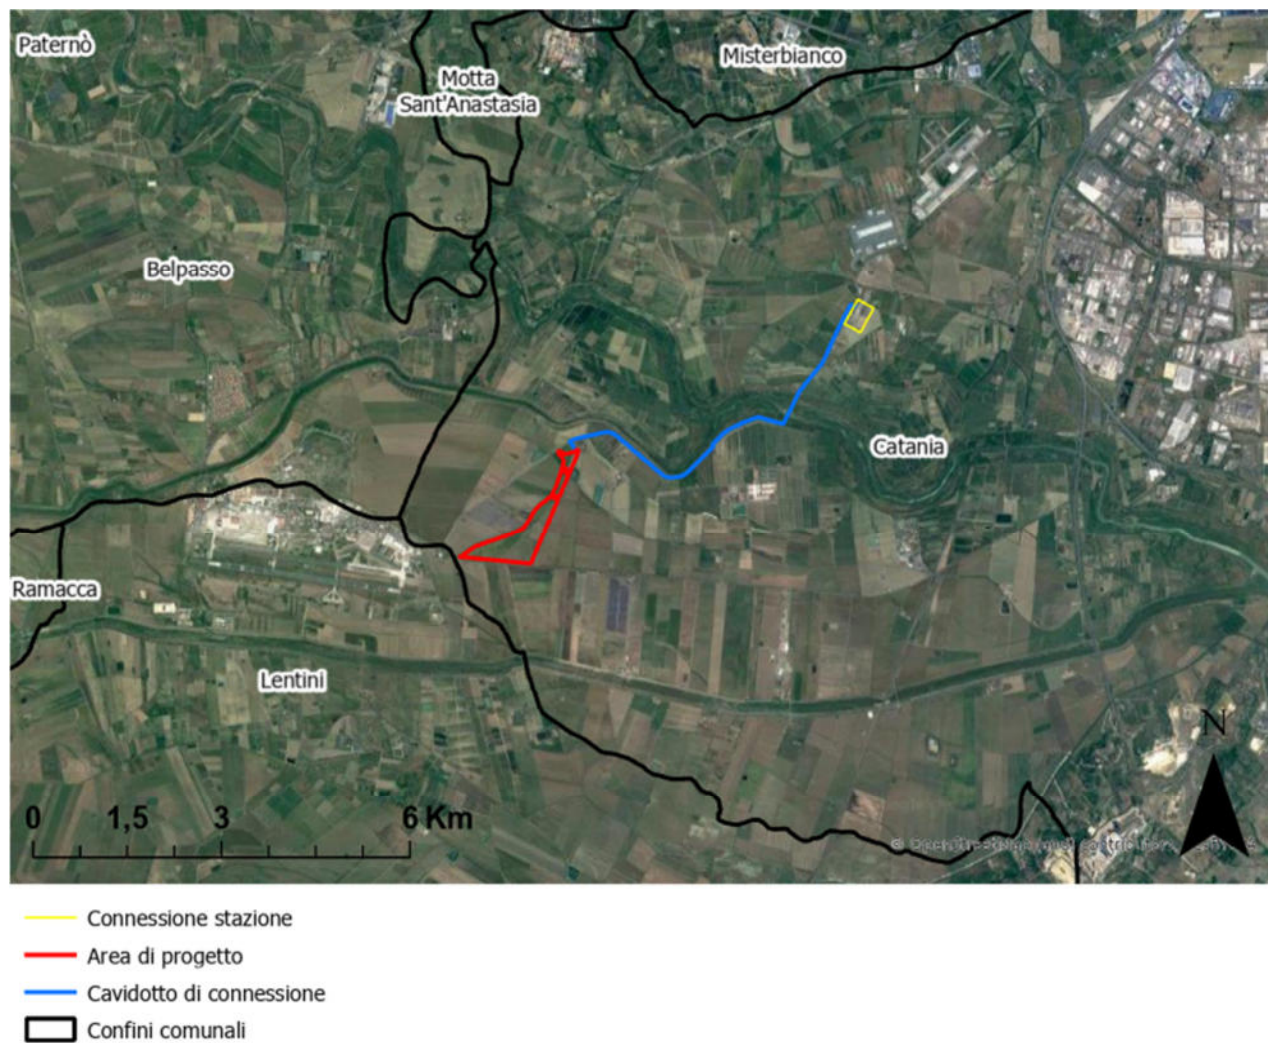 Paternò
Misterbianco
Motta
Sant'Anastasia
Belpasso
Catania
Ramacca
Lentini
N
0 1,5 3 6 Km
Connessione stazione
Area di progetto
Cavidotto di connessione
Confini comunali